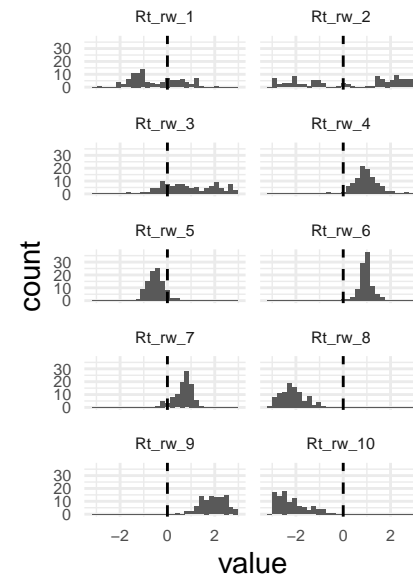 Rt_rw_1 Rt_rw_2
30
20
10
0
Rt_rw_3 Rt_rw_4
30
20
10
0
Rt_rw_5 Rt_rw_6
30
20
10
0
Rt_rw_7 Rt_rw_8
30
20
10
0
Rt_rw_9 Rt_rw_10
30
20
10
0
−2 0 2 −2 0 2
count
value